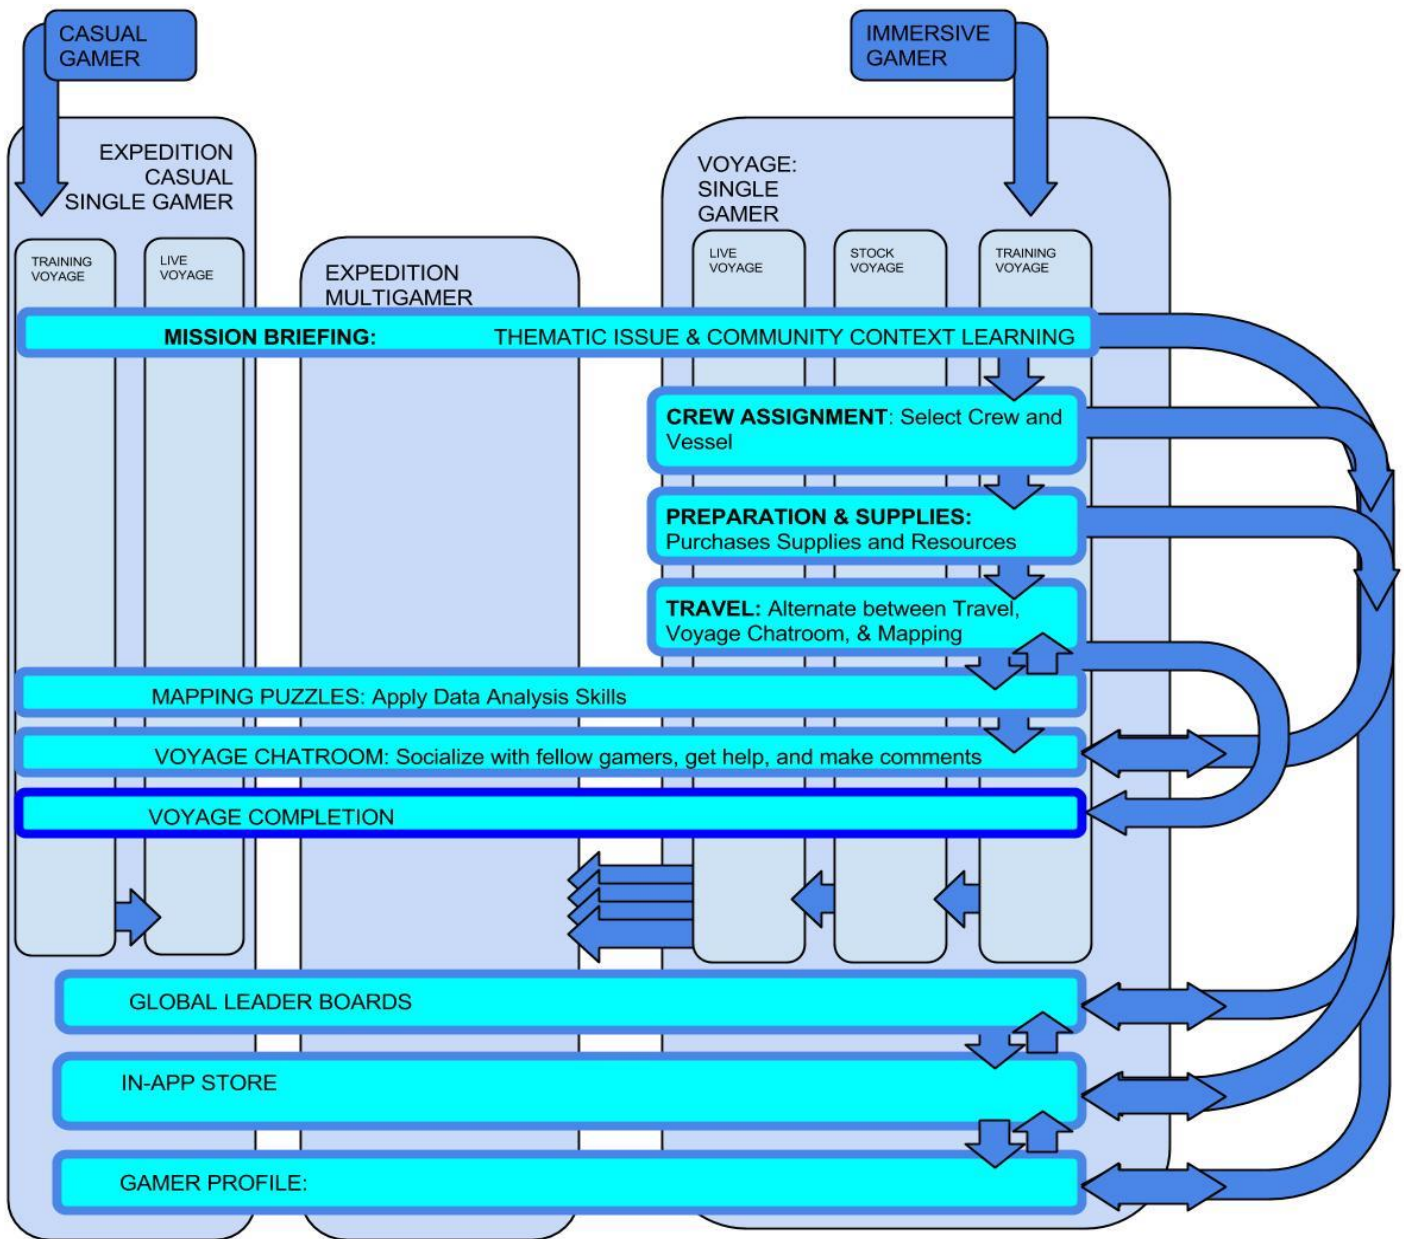 CASUAL
GAMER
IMMERSIVE
GAMER
EXPEDITION
CASUAL
SINGLE GAMER
VOYAGE:
SINGLE
GAMER
TRAINING
VOYAGE
LIVE
VOYAGE
EXPEDITION
MULTIGAMER
LIVE
VOYAGE
STOCK
VOYAGE
TRAINING
VOYAGE
MISSION BRIEFING: THEMATIC ISSUE & COMMUNITY CONTEXT LEARNING
CREW ASSIGNMENT: Select Crew and
Vessel
PREPARATION & SUPPLIES:
Purchases Supplies and Resources
TRAVEL: Alternate between Travel,
Voyage Chatroom, & Mapping
MAPPING PUZZLES: Apply Data Analysis Skills
VOYAGE CHATROOM: Socialize with fellow gamers, get help, and make comments
VOYAGE COMPLETION
GLOBAL LEADER BOARDS
IN-APP STORE
GAMER PROFILE: